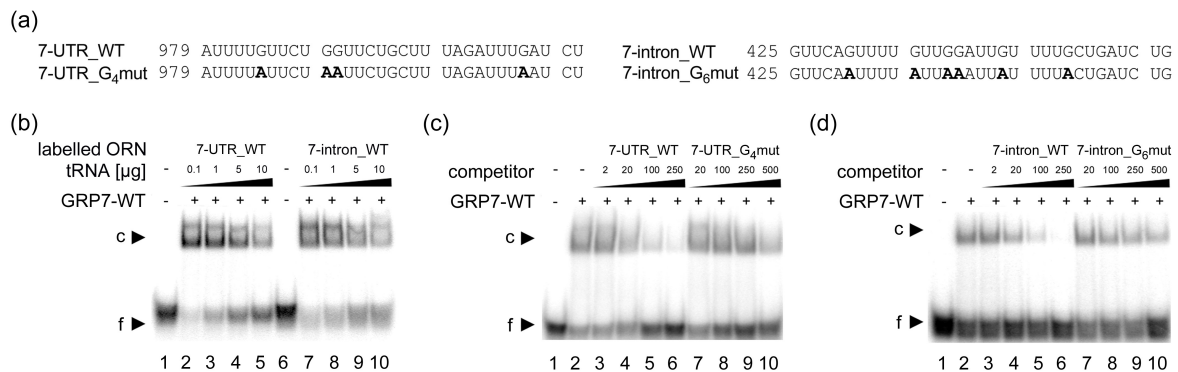 (a)
7-UTR_WT 979 AUUUUGUUCU GGUUCUGCUU UAGAUUUGAU CU
7-UTR_G4mut 979 AUUUUAUUCU AAUUCUGCUU UAGAUUUAAU CU
7-intron_WT 425 GUUCAGUUUU GUUGGAUUGU UUUGCUGAUC UG
7-intron_G6mut 425 GUUCAAUUUU AUUAAAUUAU UUUACUGAUC UG
(b)
labelled ORN - 7-UTR_WT - 7-intron_WT
tRNA [µg] 0.1 1 5 10 0.1 1 5 10
GRP7-WT - + + + + - + + + +
c ►
f ►
1 2 3 4 5 6 7 8 9 10
(c)
7-UTR_WT 7-UTR_G4mut
competitor - - 2 20 100 250 20 100 250 500
GRP7-WT - + + + + + + + + +
c ►
f ►
1 2 3 4 5 6 7 8 9 10
(d)
7-intron_WT 7-intron_G6mut
competitor - - 2 20 100 250 20 100 250 500
GRP7-WT - + + + + + + + + +
c ►
f ►
1 2 3 4 5 6 7 8 9 10